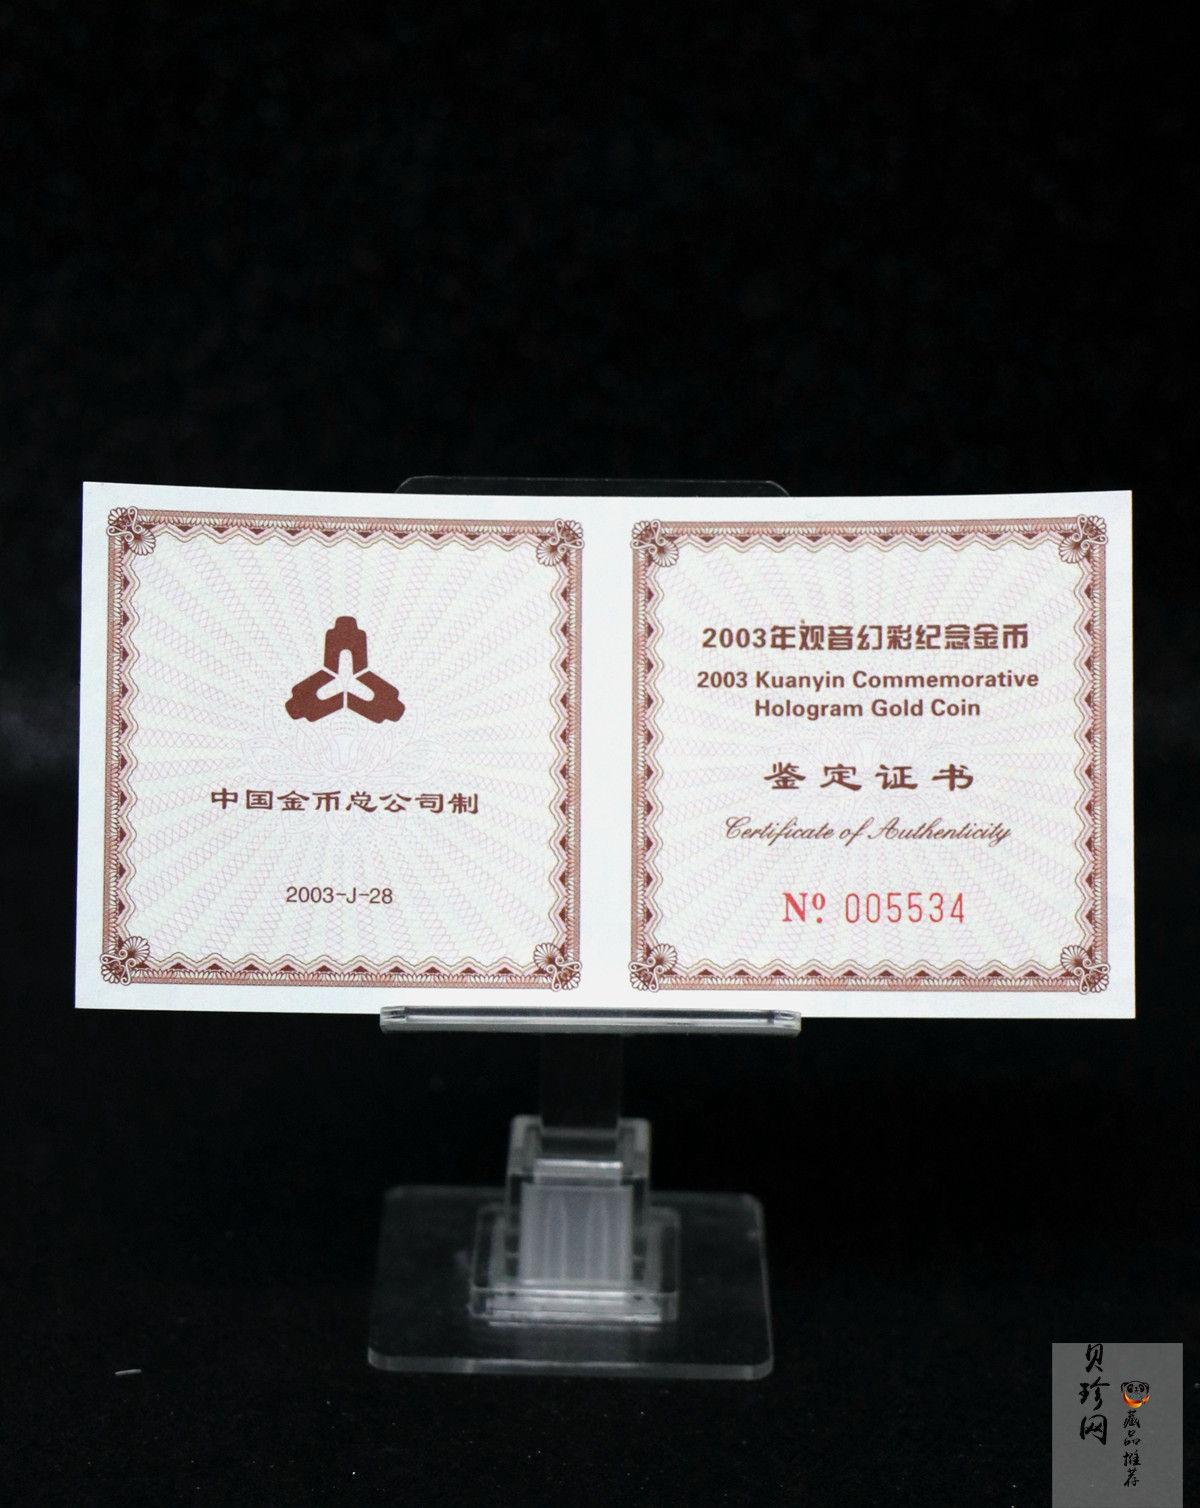 中国金币总公司制
2003-J-28
2003年观音幻彩纪念金币
2003 Kuanyin Commemorative
Hologram Gold Coin
鉴定证书
Certificate of Authenticity
Nº 005534
贝珍网
藏品推荐